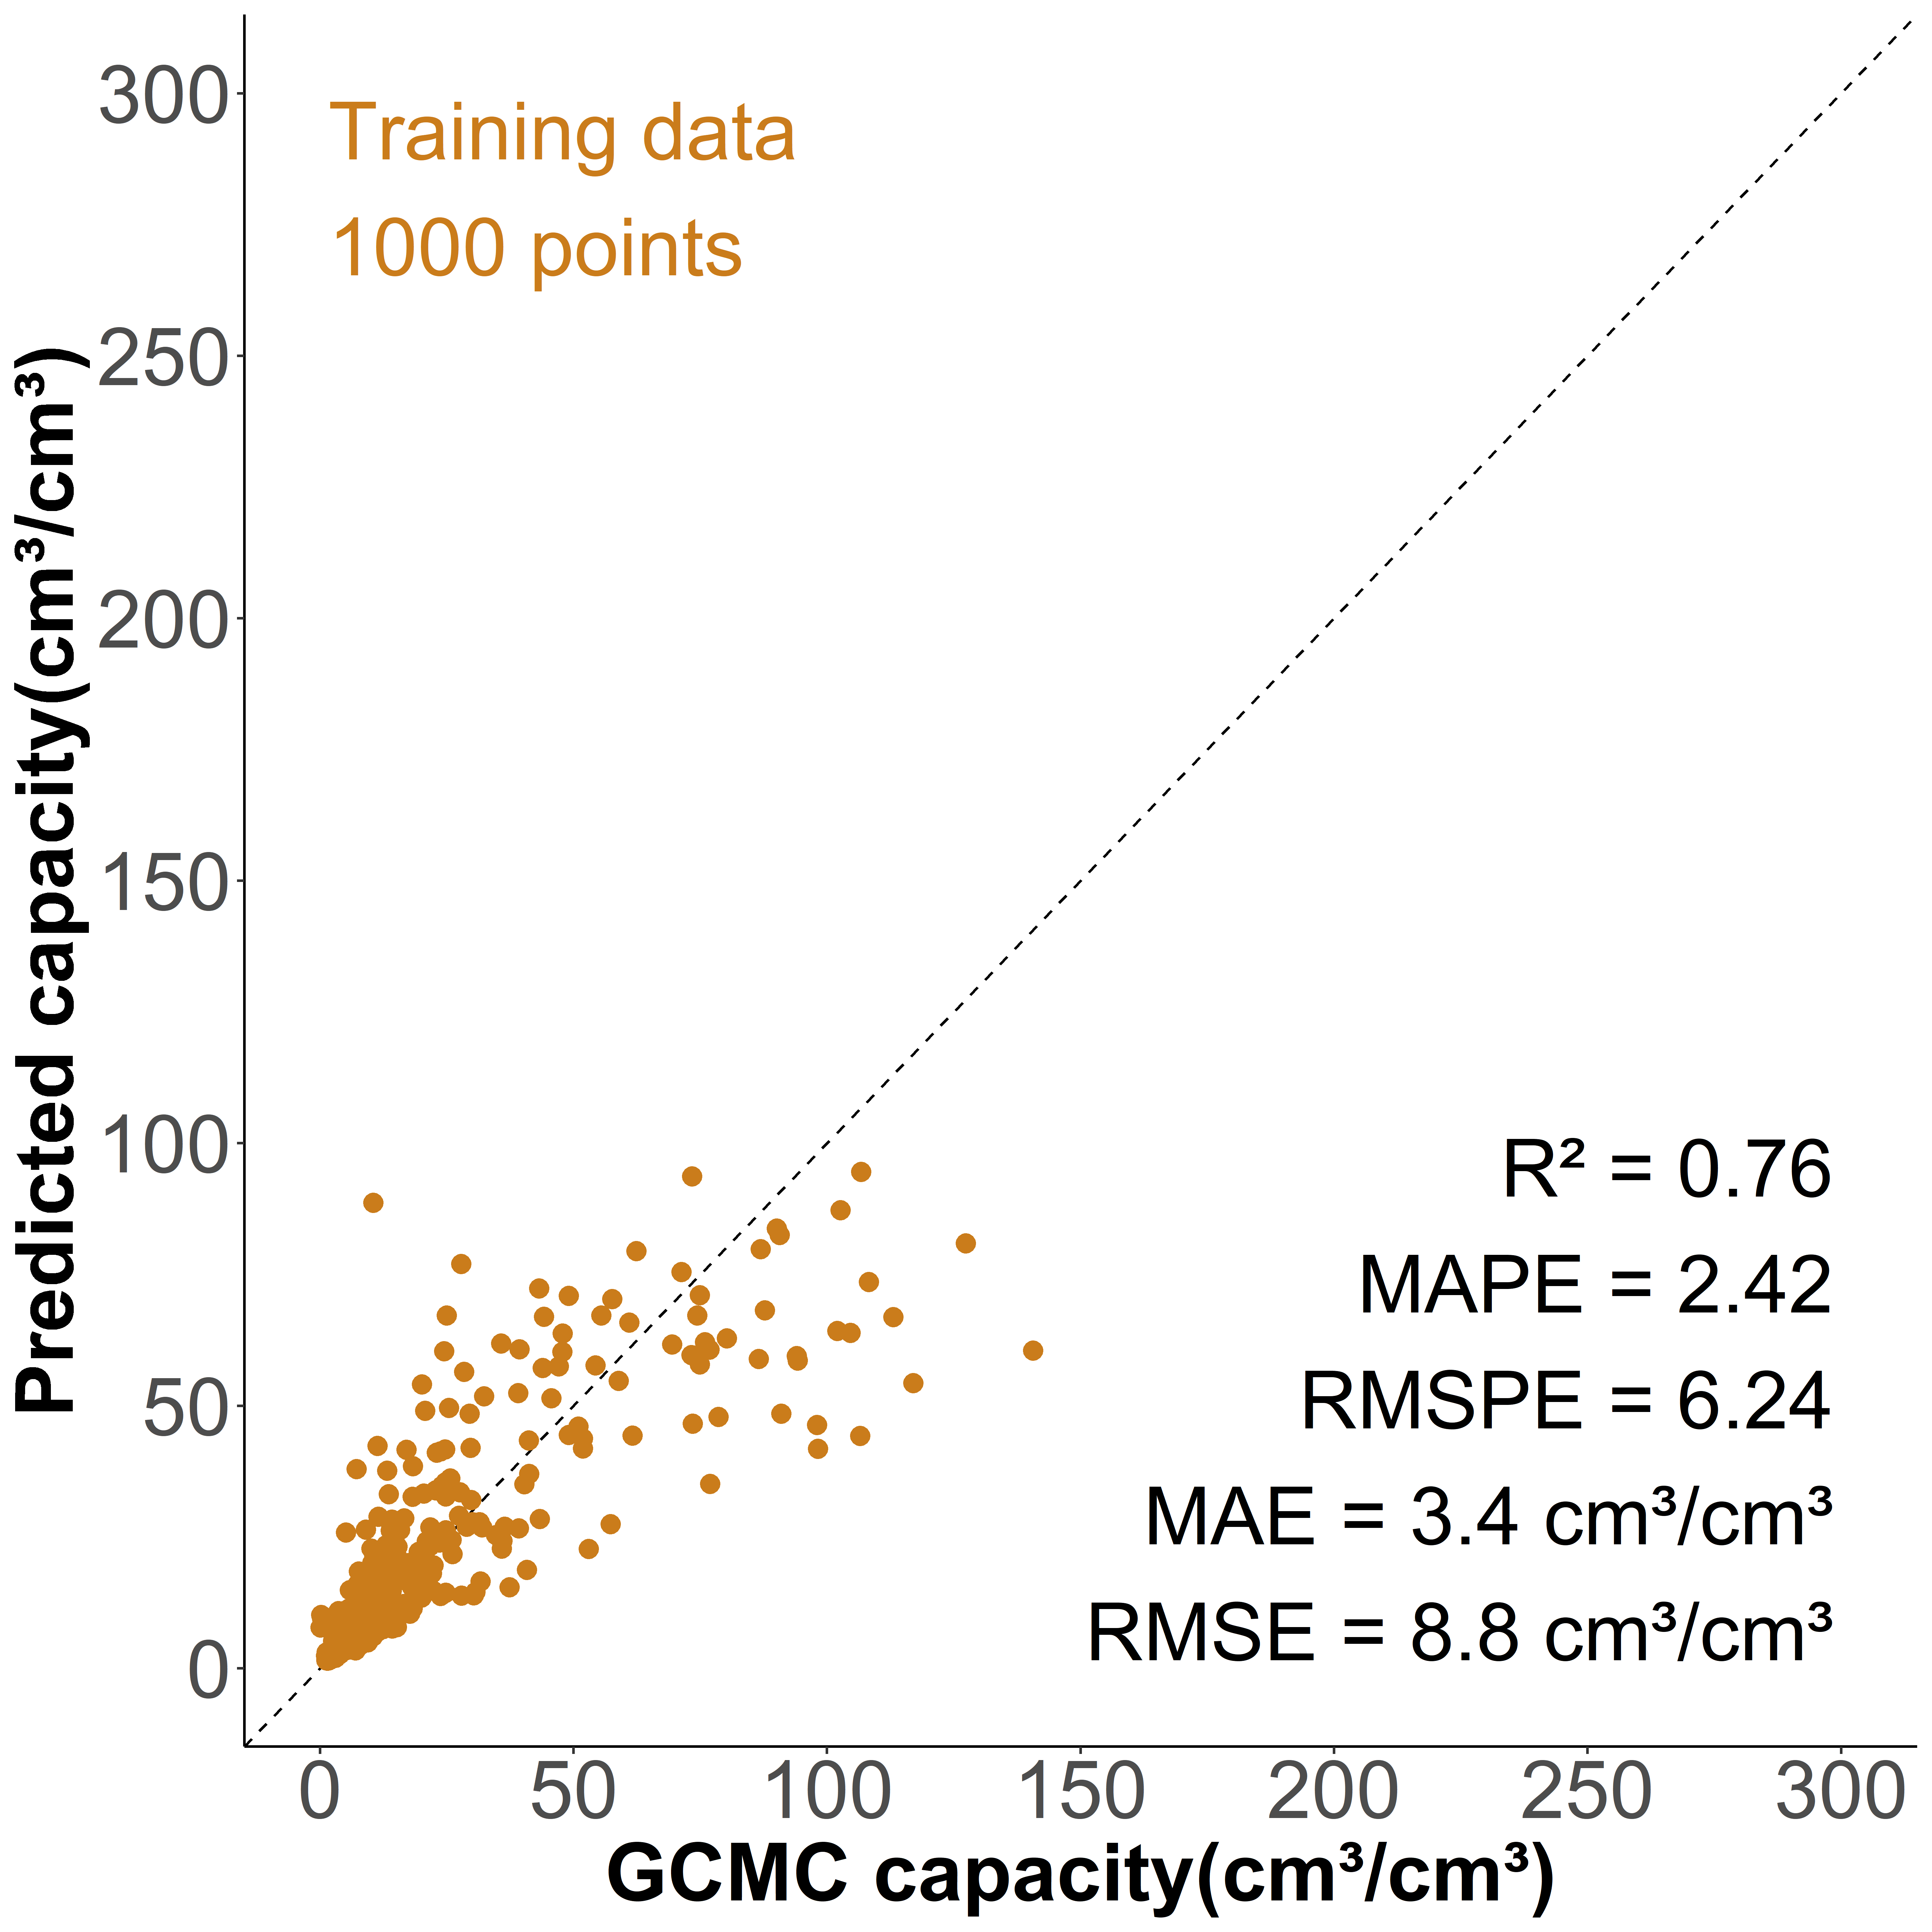 Training data
1000 points
300
250
200
150
100
50
0
Predicted capacity(cm³/cm³)
R² = 0.76
MAPE = 2.42
RMSPE = 6.24
MAE = 3.4 cm³/cm³
RMSE = 8.8 cm³/cm³
0 50 100 150 200 250 300
GCMC capacity(cm³/cm³)